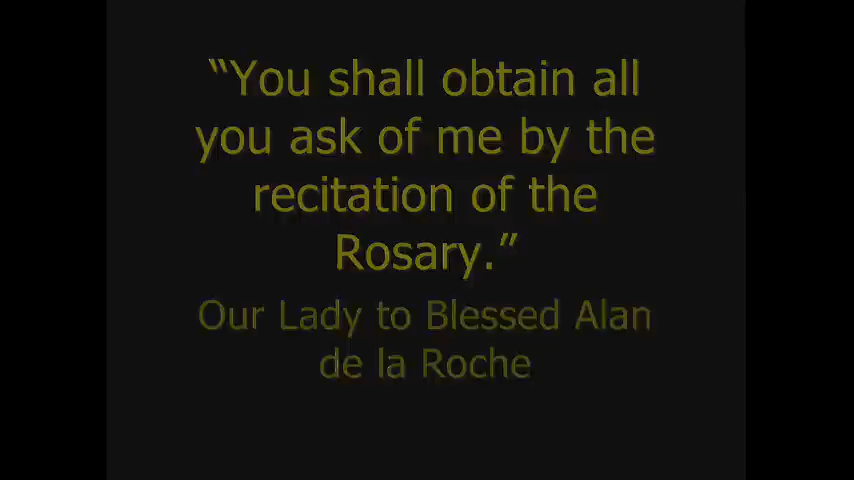 “You shall obtain all
you ask of me by the
recitation of the
Rosary.”
Our Lady to Blessed Alan
de la Roche